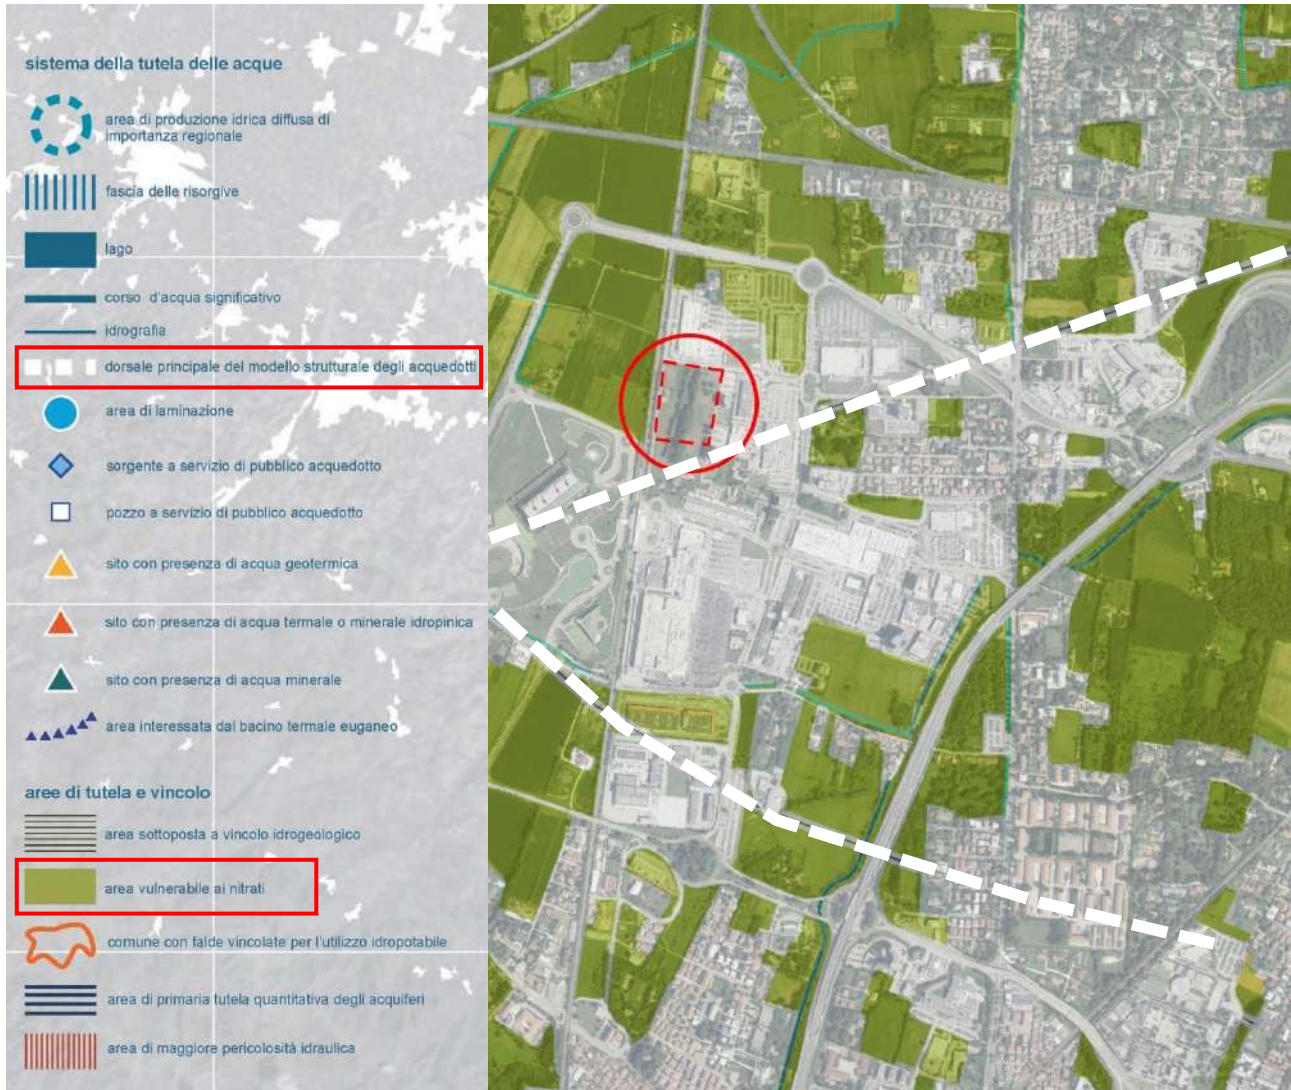 sistema della tutela delle acque
area di produzione idrica diffusa di
importanza regionale
fascia delle risorgive
lago
corso d'acqua significativo
idrografia
dorsale principale del modello strutturale degli acquedotti
area di laminazione
sorgente a servizio di pubblico acquedotto
pozzo a servizio di pubblico acquedotto
sito con presenza di acqua geotermica
sito con presenza di acqua termale o minerale idropinica
sito con presenza di acqua minerale
area interessata dal bacino termale euganeo
aree di tutela e vincolo
area sottoposta a vincolo idrogeologico
area vulnerabile ai nitrati
comune con falde vincolate per l'utilizzo idropotabile
area di primaria tutela quantitativa degli acquiferi
area di maggiore pericolosità idraulica